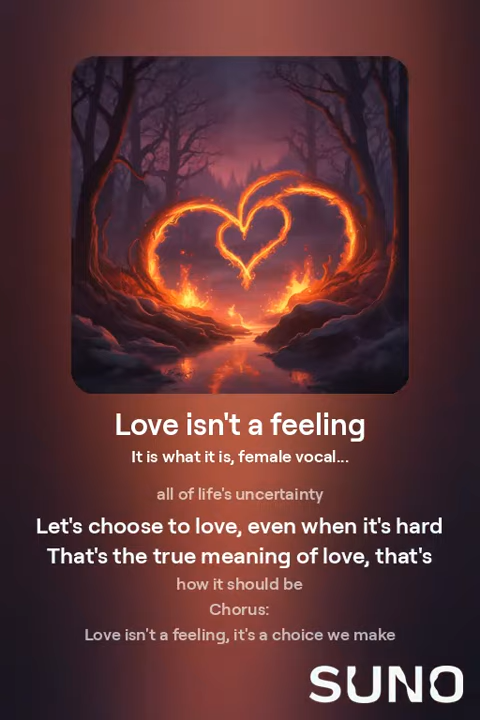 Love isn't a feeling
It is what it is, female vocal...
all of life's uncertainty
Let's choose to love, even when it's hard
That's the true meaning of love, that's
how it should be
Chorus:
Love isn't a feeling, it's a choice we make
SUNO